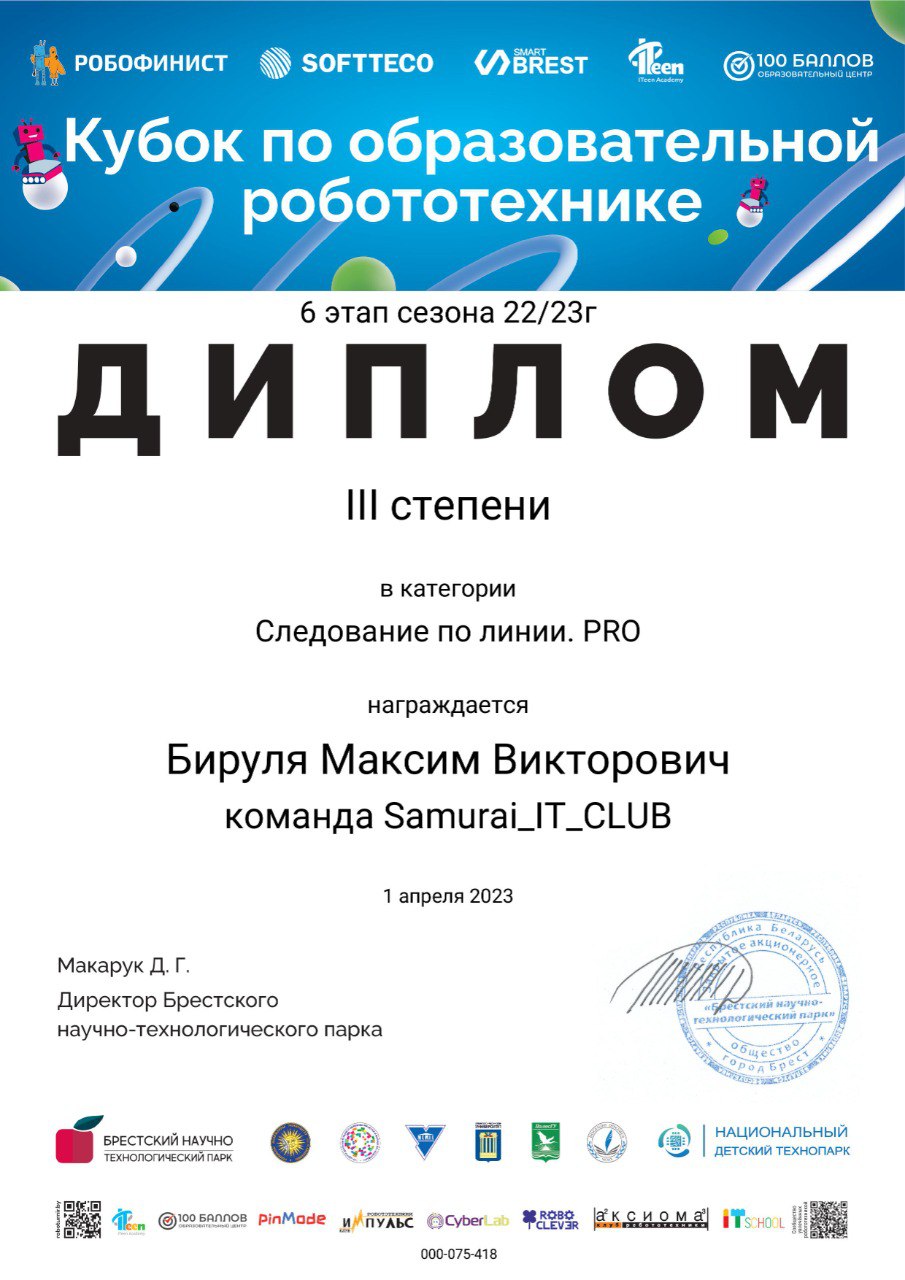 РОБОФИНИСТ
SOFTTECO
SMART
BREST
iTeen
ITeen Academy
100 БАЛЛОВ
ОБРАЗОВАТЕЛЬНЫЙ ЦЕНТР
Кубок по образовательной
робототехнике
6 этап сезона 22/23г
ДИПЛОМ
III степени
в категории
Следование по линии. PRO
награждается
Бируля Максим Викторович
команда Samurai_IT_CLUB
1 апреля 2023
Макарук Д. Г.
Директор Брестского
научно-технологического парка
Республика Беларусь
Закрытое акционерное
«Брестский научно-
технологический парк»
общество
город Брест
БРЕСТСКИЙ НАУЧНО
ТЕХНОЛОГИЧЕСКИЙ ПАРК
НАЦИОНАЛЬНЫЙ
ДЕТСКИЙ ТЕХНОПАРК
iTeen
100 БАЛЛОВ
ОБРАЗОВАТЕЛЬНЫЙ ЦЕНТР
PinMode
ИМПУЛЬС
CyberLab
ROBO
CLEV3R
аксиома
клуб робототехники
iTSCHOOL
000-075-418